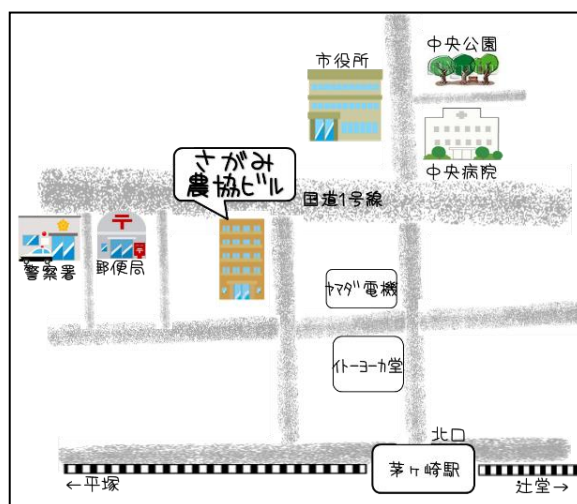 中央公園
市役所
中央病院
さがみ
農協ビル
国道1号線
〒
警察署
郵便局
ヤマダ電機
イトーヨーカ堂
北口
茅ヶ崎駅
←平塚
辻堂→